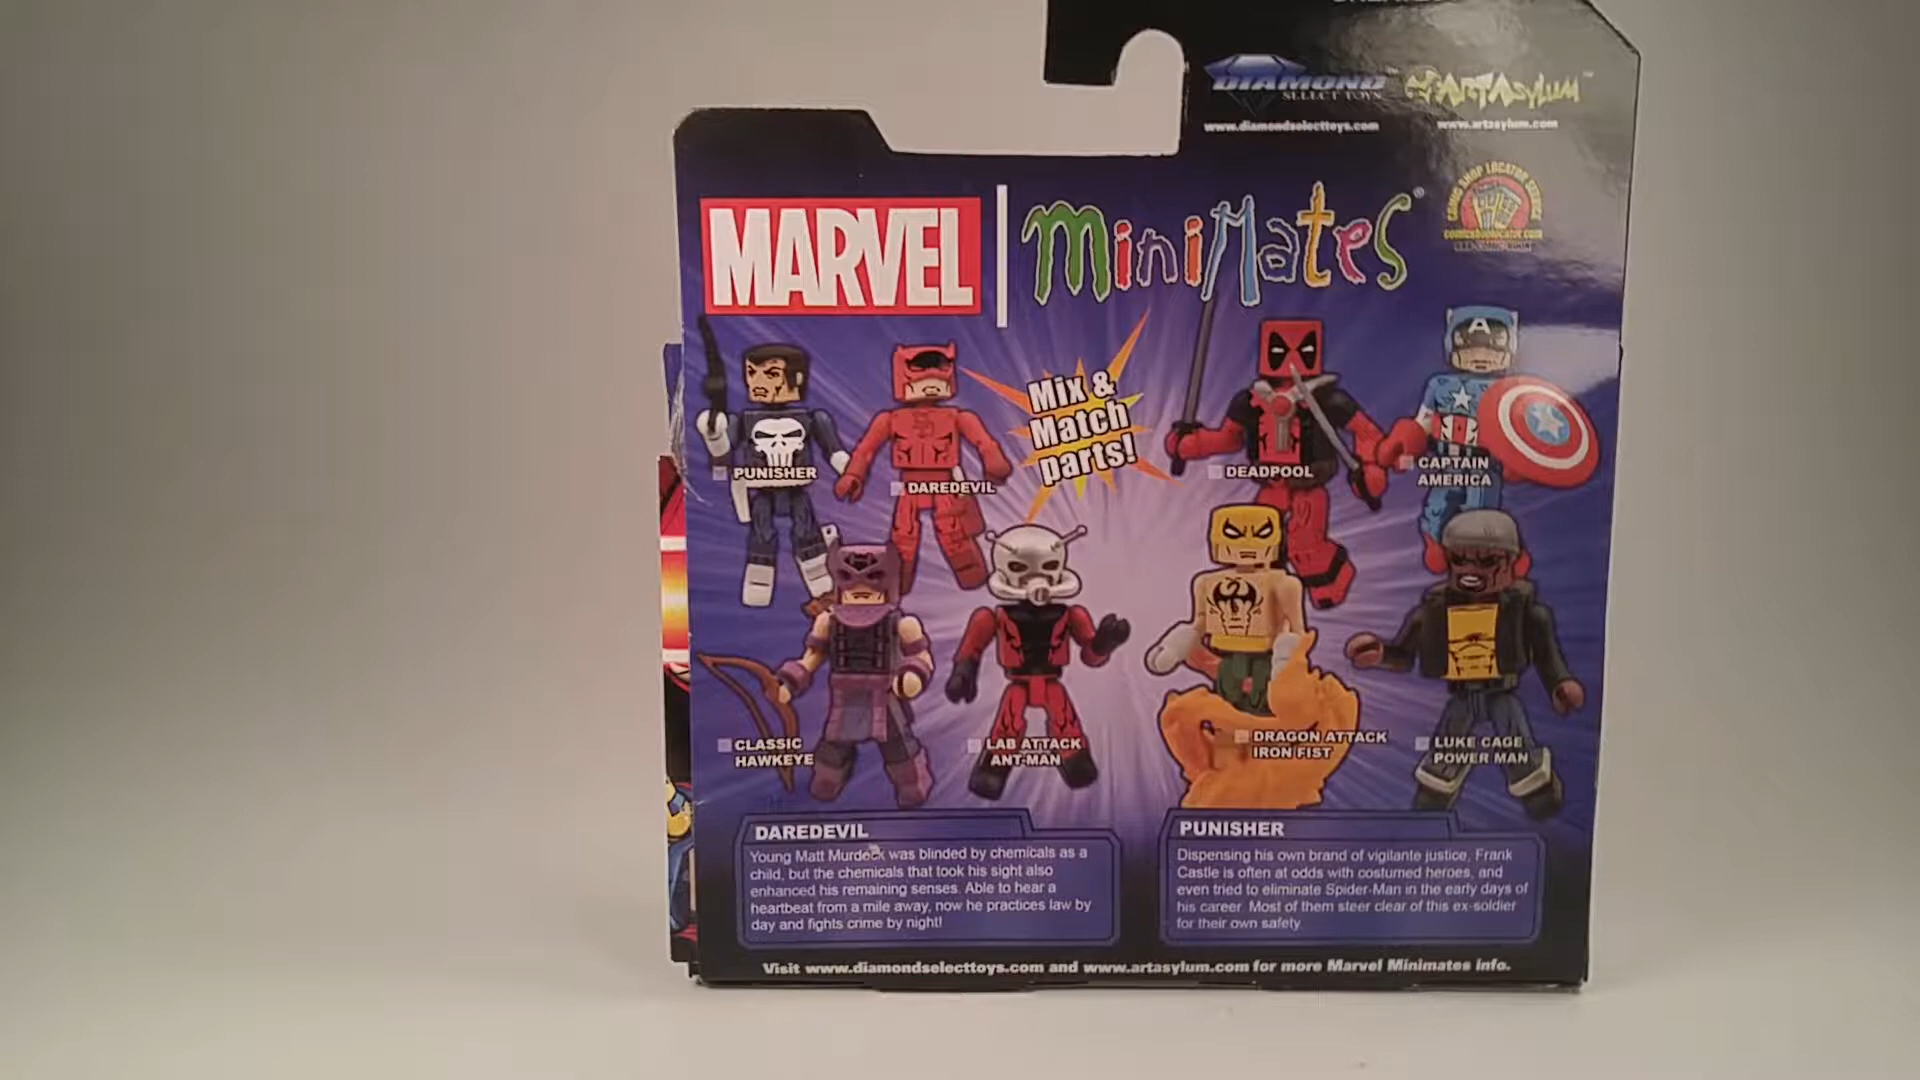 DIAMOND
SELECT TOYS
www.diamondselecttoys.com
ARTASYLUM
www.artasylum.com
COMIC SHOP LOCATOR SERVICE
comicshoplocator.com
MARVEL
miniMates®
Mix &
Match
parts!
PUNISHER
DAREDEVIL
DEADPOOL
CAPTAIN
AMERICA
A
CLASSIC
HAWKEYE
LAB ATTACK
ANT-MAN
DRAGON ATTACK
IRON FIST
LUKE CAGE
POWER MAN
DAREDEVIL
Young Matt Murdock was blinded by chemicals as a
child, but the chemicals that took his sight also
enhanced his remaining senses. Able to hear a
heartbeat from a mile away, now he practices law by
day and fights crime by night!
PUNISHER
Dispensing his own brand of vigilante justice, Frank
Castle is often at odds with costumed heroes, and
even tried to eliminate Spider-Man in the early days of
his career. Most of them steer clear of this ex-soldier
for their own safety.
Visit www.diamondselecttoys.com and www.artasylum.com for more Marvel Minimates info.